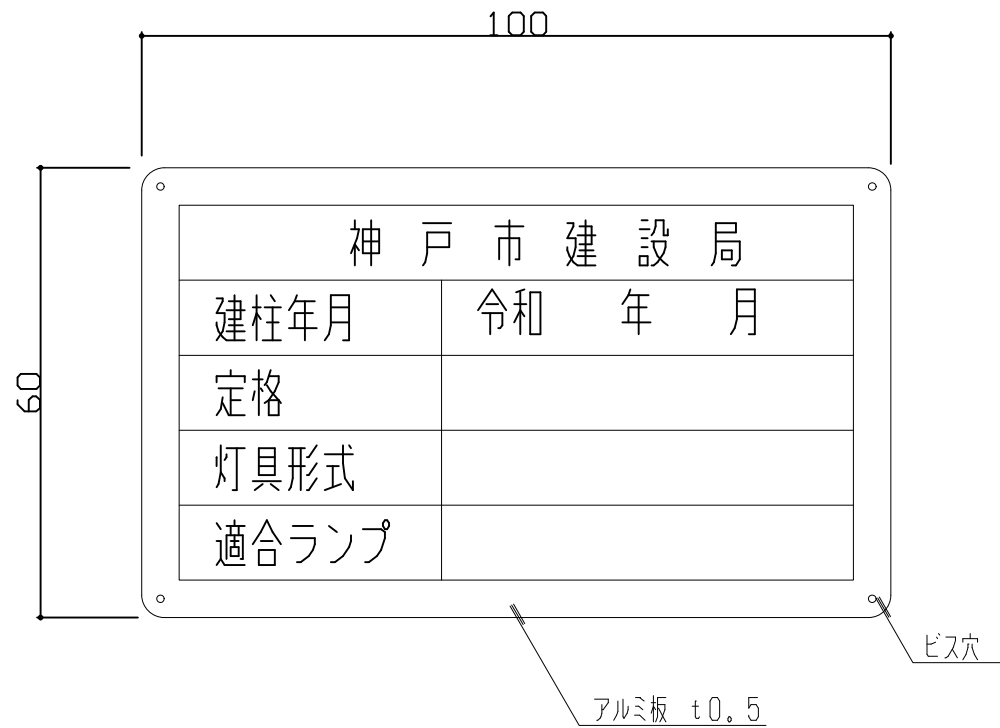 100
60
神戸市建設局
建柱年月 令和 年 月
定格
灯具形式
適合ランプ
ビス穴
アルミ板 t0.5